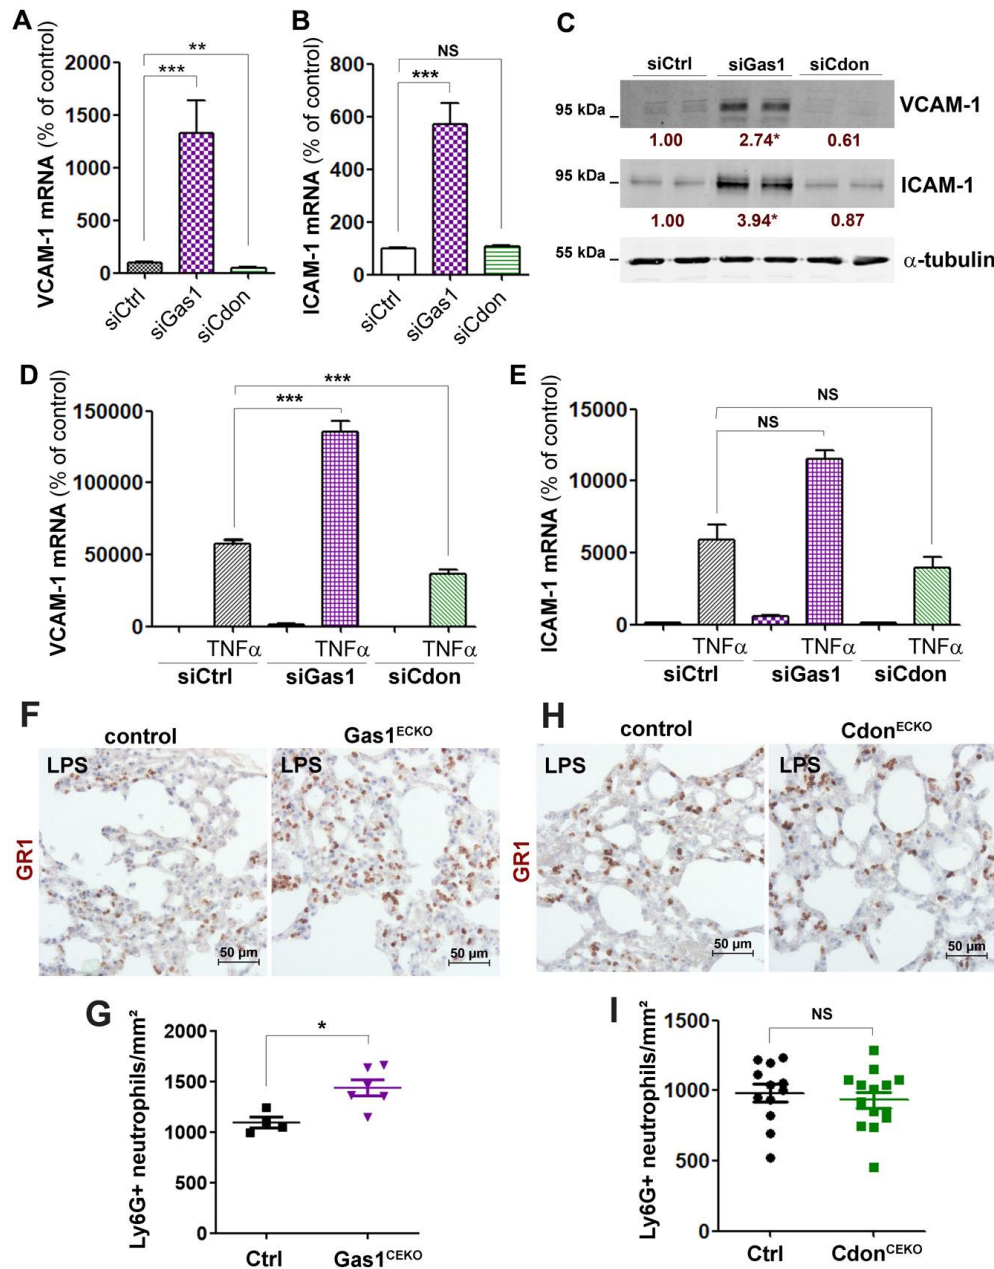 A
VCAM-1 mRNA (% of control)
2000
1500
1000
500
0
**
***
siCtrl
siGas1
siCdon
B
ICAM-1 mRNA (% of control)
800
600
400
200
0
NS
***
siCtrl
siGas1
siCdon
C
siCtrl siGas1 siCdon
95 kDa
VCAM-1
1.00 2.74* 0.61
95 kDa
ICAM-1
1.00 3.94* 0.87
55 kDa
α-tubulin
D
VCAM-1 mRNA (% of control)
150000
100000
50000
0
***
***
TNFα TNFα TNFα
siCtrl siGas1 siCdon
E
ICAM-1 mRNA (% of control)
15000
10000
5000
0
NS
NS
TNFα TNFα TNFα
siCtrl siGas1 siCdon
F
control Gas1ECKO
GR1
LPS LPS
50 µm 50 µm
H
control CdonECKO
GR1
LPS LPS
50 µm 50 µm
G
Ly6G+ neutrophils/mm²
2000
1500
1000
500
0
*
Ctrl Gas1CEKO
I
Ly6G+ neutrophils/mm²
1500
1000
500
0
NS
Ctrl CdonCEKO